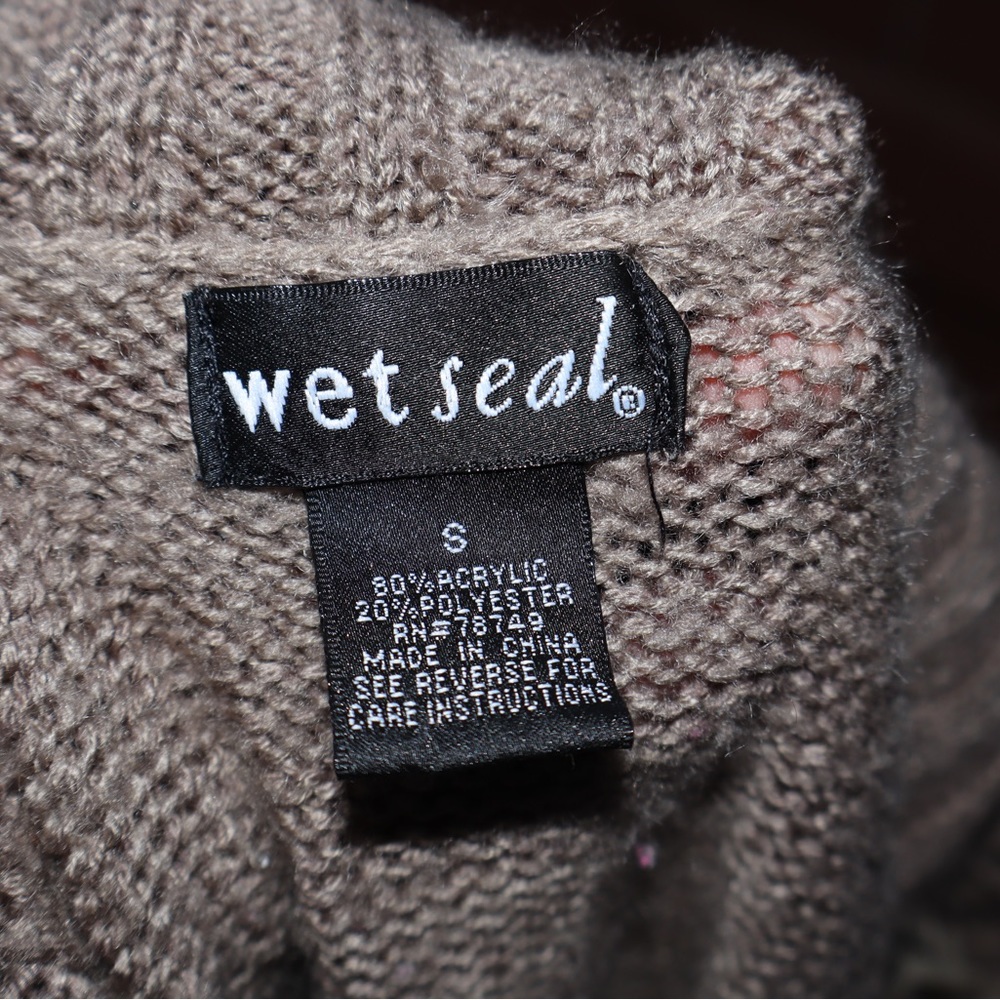 wet seal®
S
80% ACRYLIC
20% POLYESTER
RN=78749
MADE IN CHINA
SEE REVERSE FOR
CARE INSTRUCTIONS